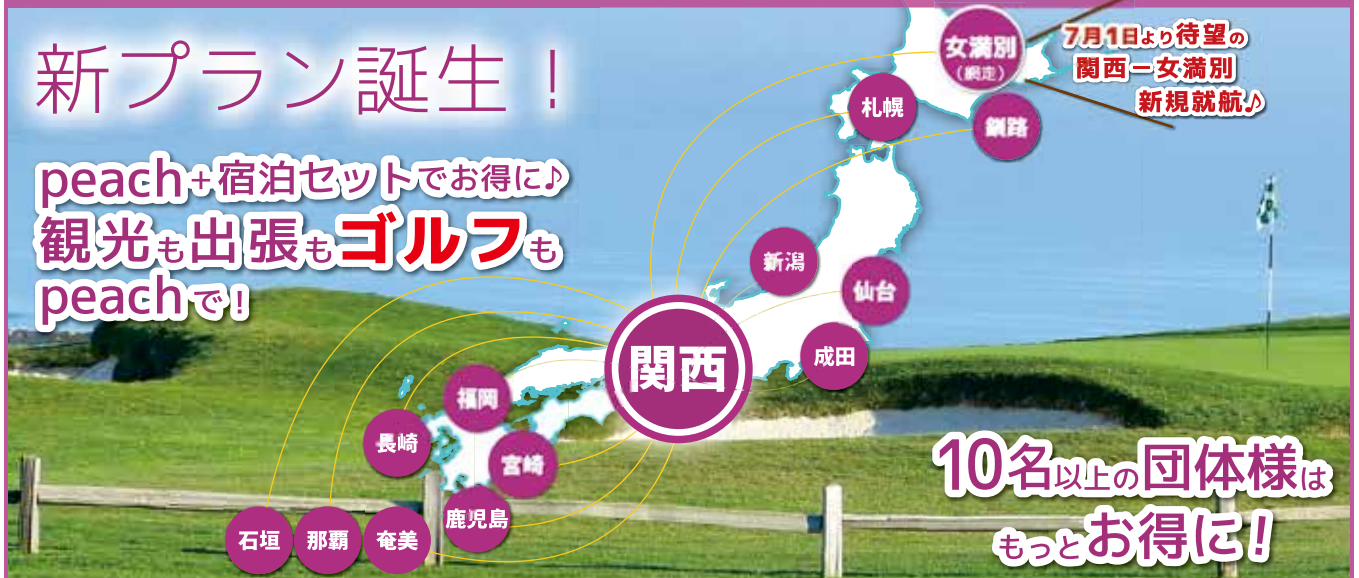 新プラン誕生！
peach+宿泊セットでお得に♪
観光も出張もゴルフも
peachで！
女満別
（網走）
7月1日より待望の
関西－女満別
新規就航♪
札幌
釧路
新潟
仙台
成田
関西
福岡
長崎
宮崎
鹿児島
石垣
那覇
奄美
10名以上の団体様は
もっとお得に！